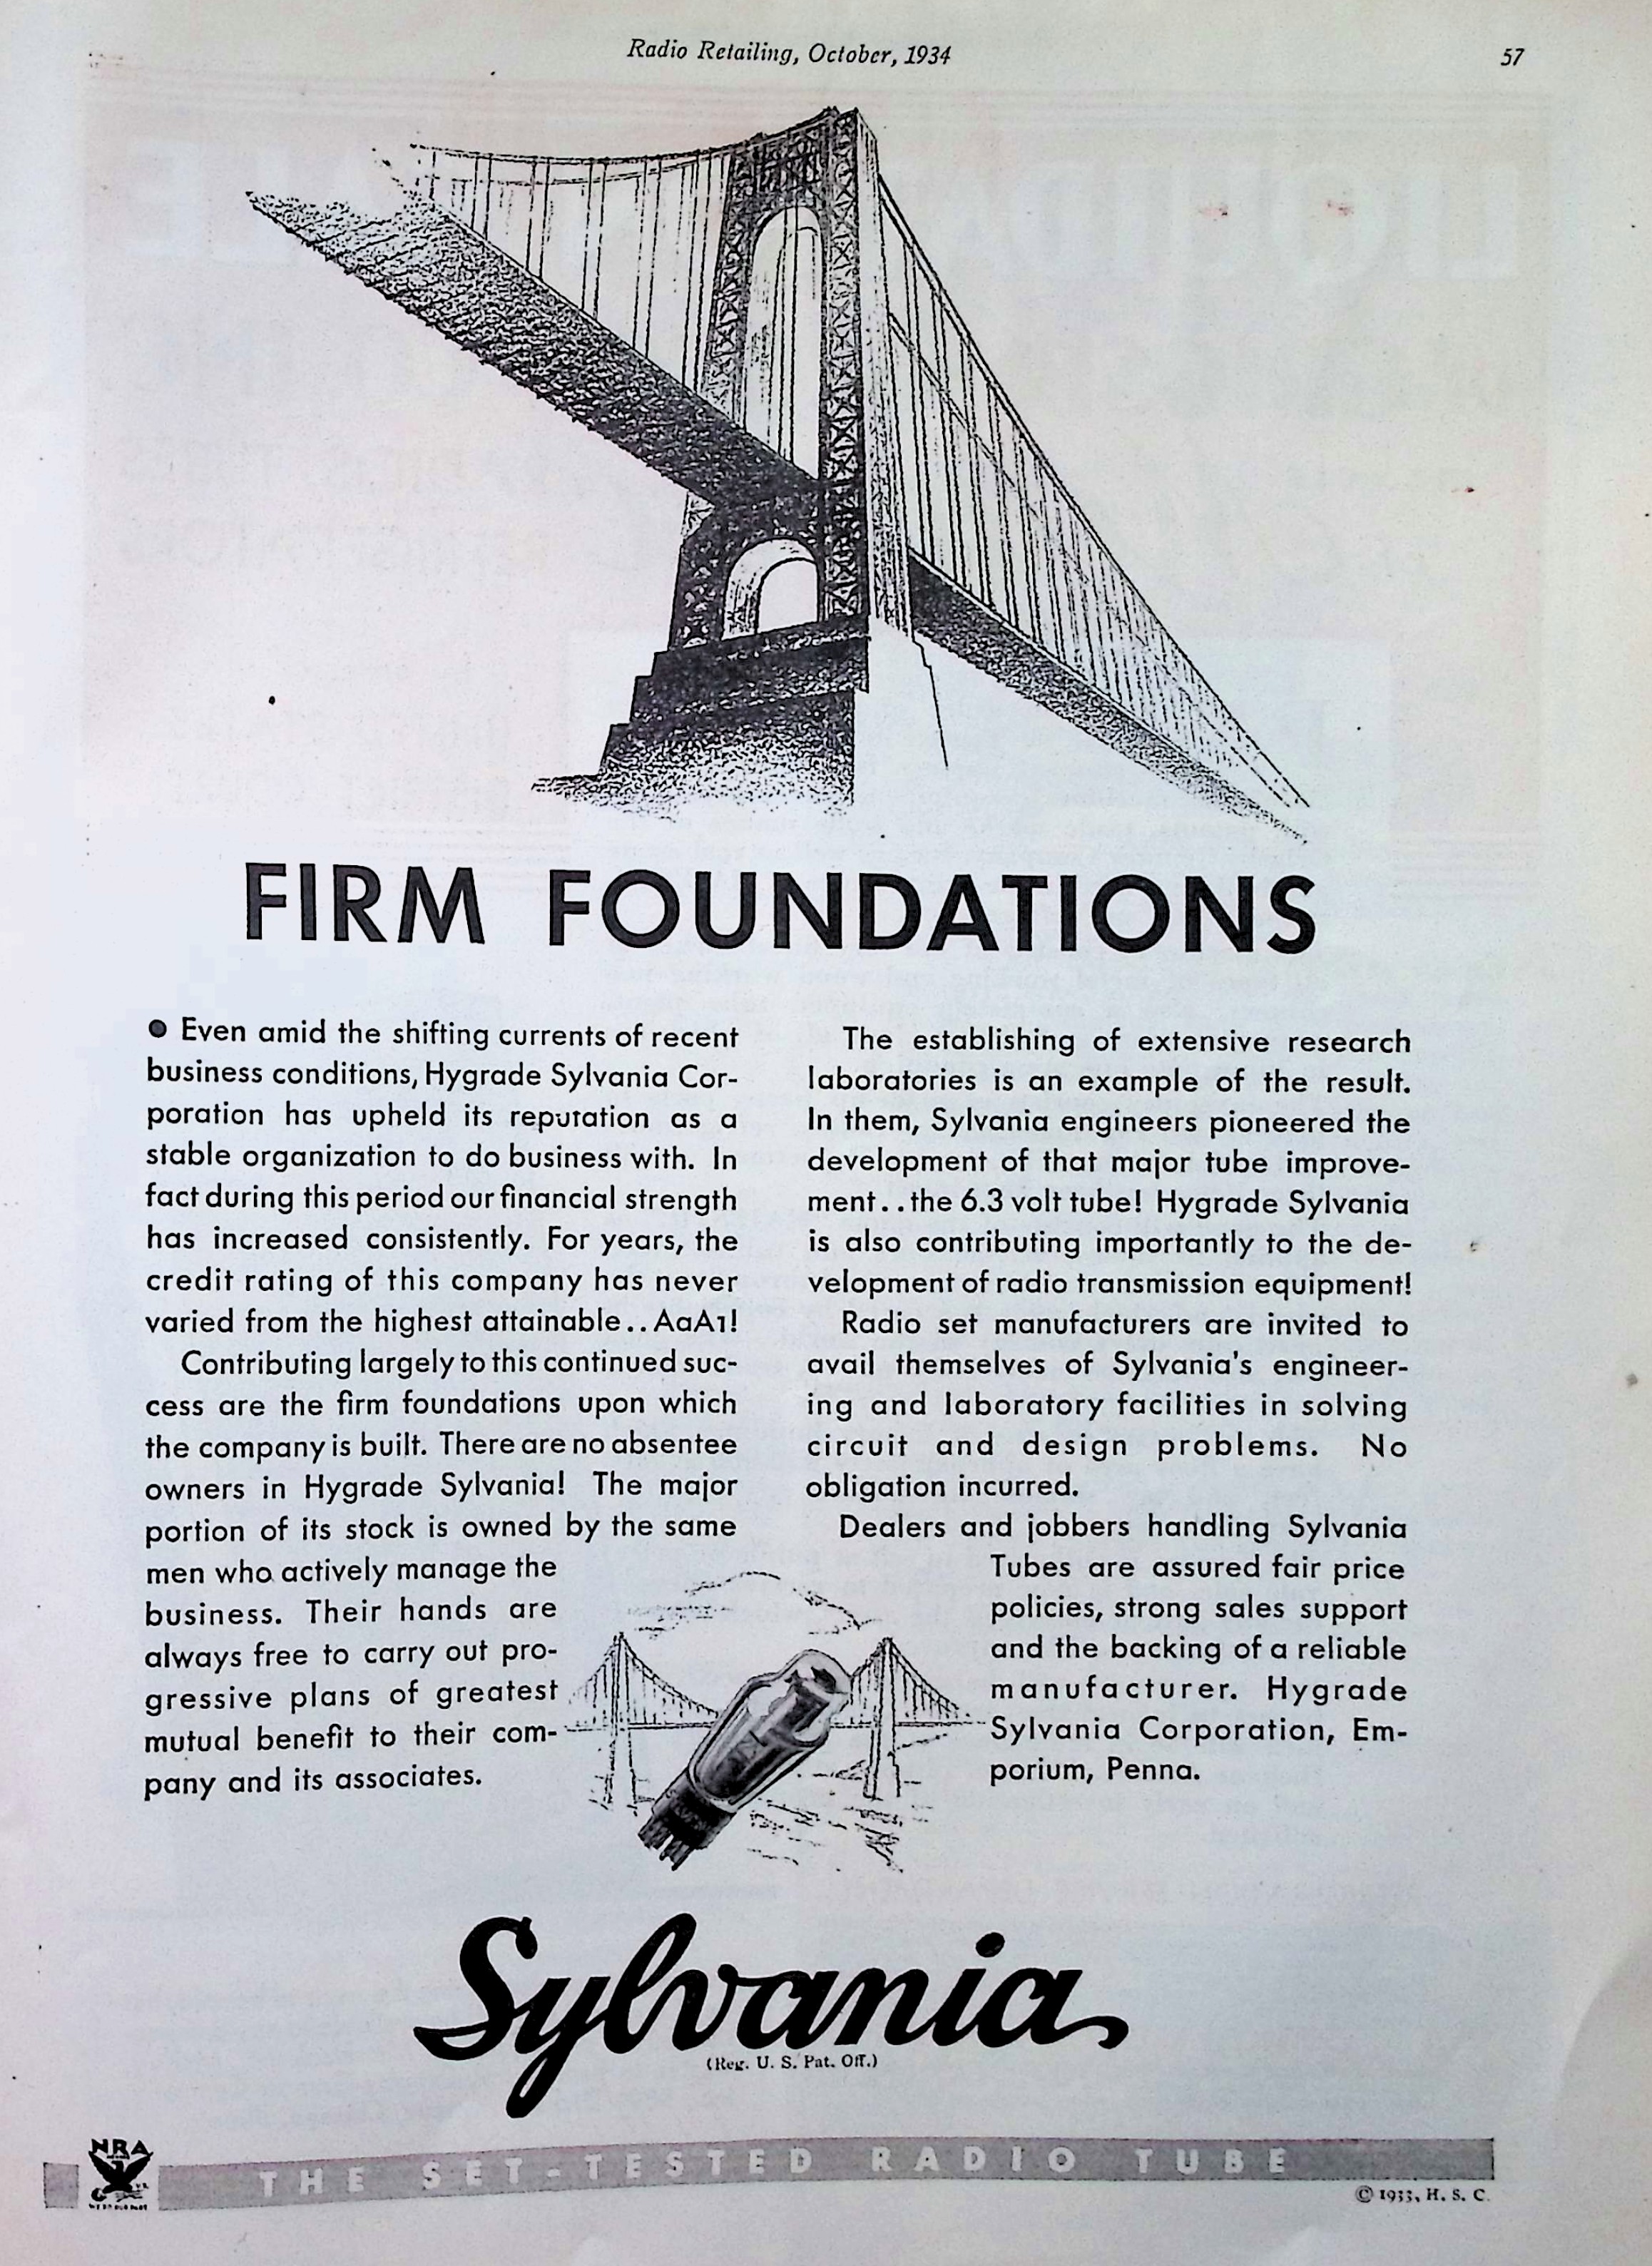 Radio Retailing, October, 1934
57
FIRM FOUNDATIONS
● Even amid the shifting currents of recent
business conditions, Hygrade Sylvania Cor-
poration has upheld its reputation as a
stable organization to do business with. In
fact during this period our financial strength
has increased consistently. For years, the
credit rating of this company has never
varied from the highest attainable..AaA1!
Contributing largely to this continued suc-
cess are the firm foundations upon which
the company is built. There are no absentee
owners in Hygrade Sylvania! The major
portion of its stock is owned by the same
men who actively manage the
business. Their hands are
always free to carry out pro-
gressive plans of greatest
mutual benefit to their com-
pany and its associates.
The establishing of extensive research
laboratories is an example of the result.
In them, Sylvania engineers pioneered the
development of that major tube improve-
ment..the 6.3 volt tube! Hygrade Sylvania
is also contributing importantly to the de-
velopment of radio transmission equipment!
Radio set manufacturers are invited to
avail themselves of Sylvania's engineer-
ing and laboratory facilities in solving
circuit and design problems. No
obligation incurred.
Dealers and jobbers handling Sylvania
Tubes are assured fair price
policies, strong sales support
and the backing of a reliable
manufacturer. Hygrade
Sylvania Corporation, Em-
porium, Penna.
Sylvania
(Reg. U. S. Pat. Off.)
NRA
WE DO OUR PART
THE SET-TESTED RADIO TUBE
© 1933, H. S. C.